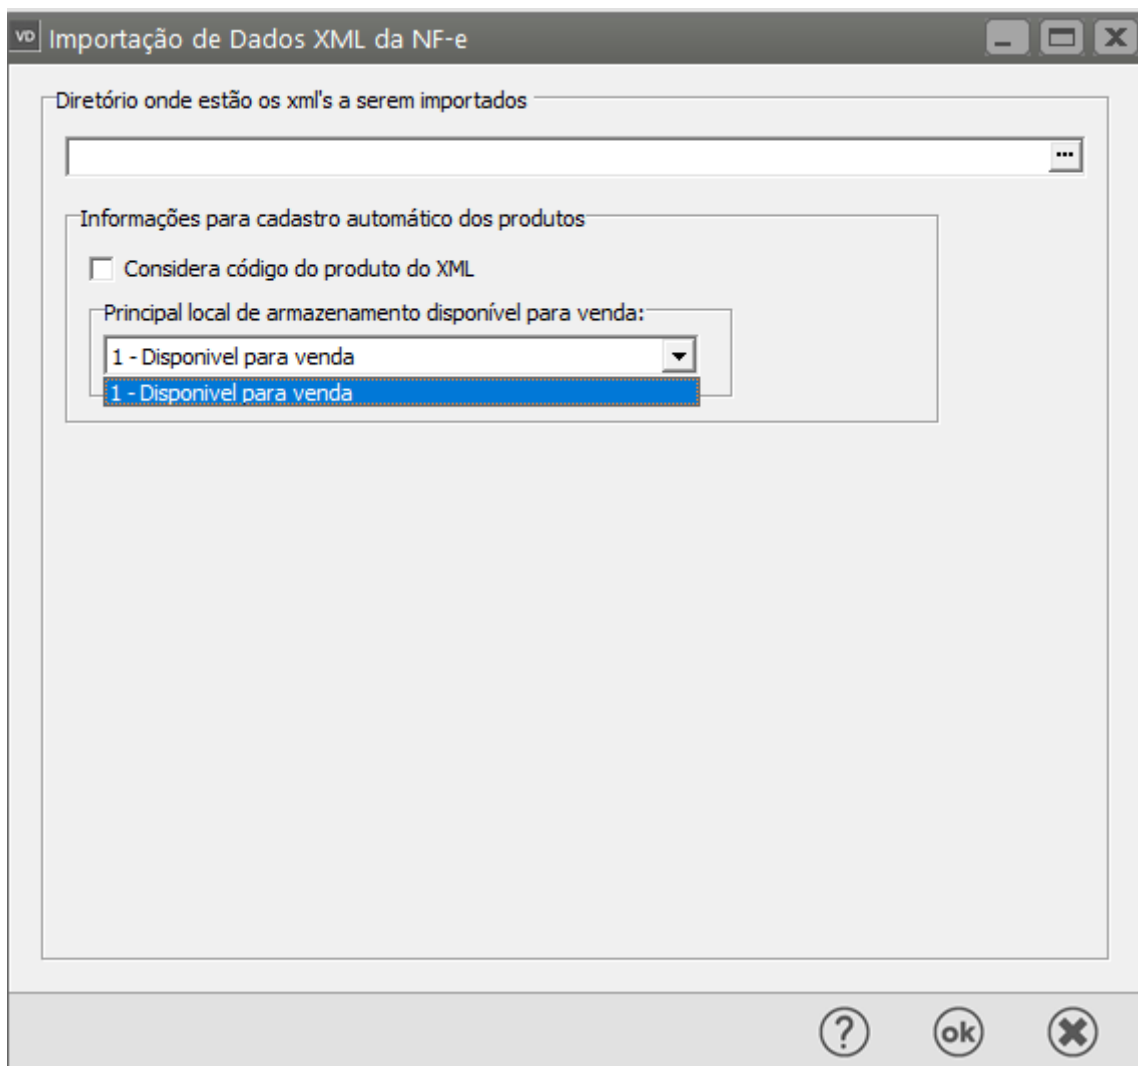 VD Importação de Dados XML da NF-e
Diretório onde estão os xml's a serem importados
...
Informações para cadastro automático dos produtos
Considera código do produto do XML
Principal local de armazenamento disponível para venda:
1 - Disponivel para venda
1 - Disponivel para venda
? ok